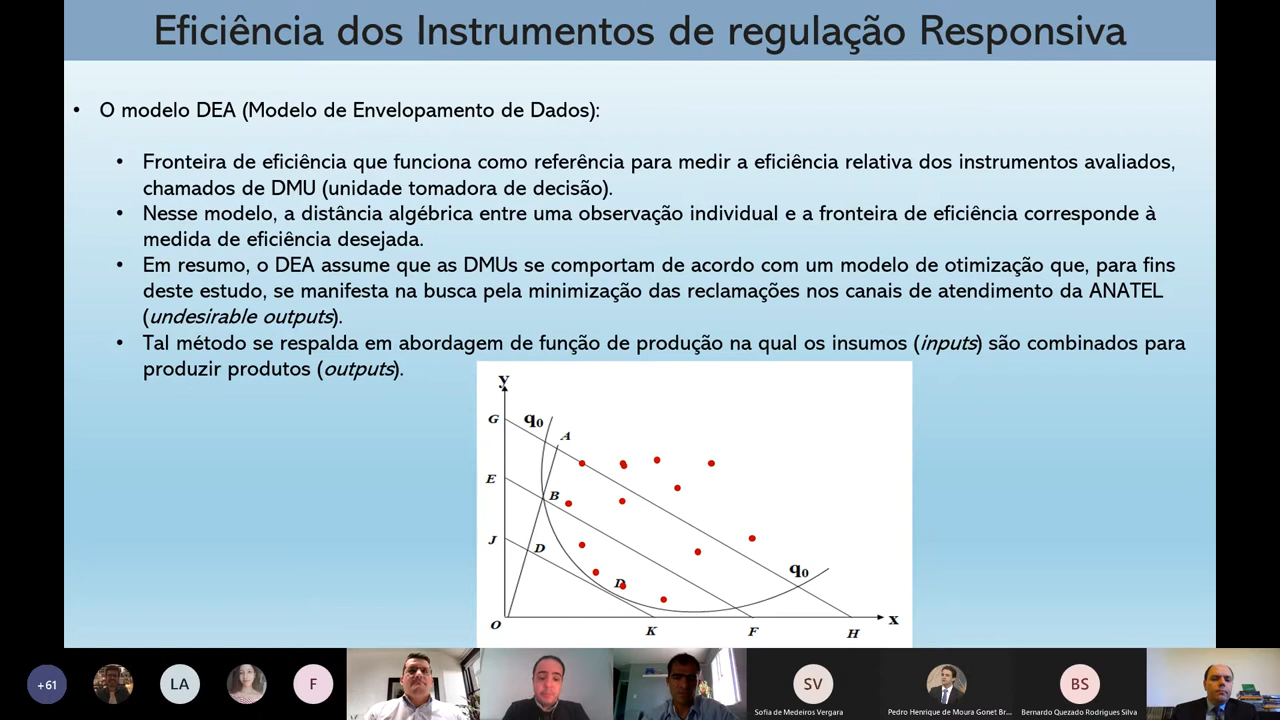 Eficiência dos Instrumentos de regulação Responsiva
• O modelo DEA (Modelo de Envelopamento de Dados):
• Fronteira de eficiência que funciona como referência para medir a eficiência relativa dos instrumentos avaliados,
chamados de DMU (unidade tomadora de decisão).
• Nesse modelo, a distância algébrica entre uma observação individual e a fronteira de eficiência corresponde à
medida de eficiência desejada.
• Em resumo, o DEA assume que as DMUs se comportam de acordo com um modelo de otimização que, para fins
deste estudo, se manifesta na busca pela minimização das reclamações nos canais de atendimento da ANATEL
(undesirable outputs).
• Tal método se respalda em abordagem de função de produção na qual os insumos (inputs) são combinados para
produzir produtos (outputs).
y
G
q0
A
E
B
J
D
D
q0
O
K
F
H
x
+61
LA
F
SV
Sofia de Medeiros Vergara
Pedro Henrique de Moura Gonet Br...
BS
Bernardo Quezado Rodrigues Silva